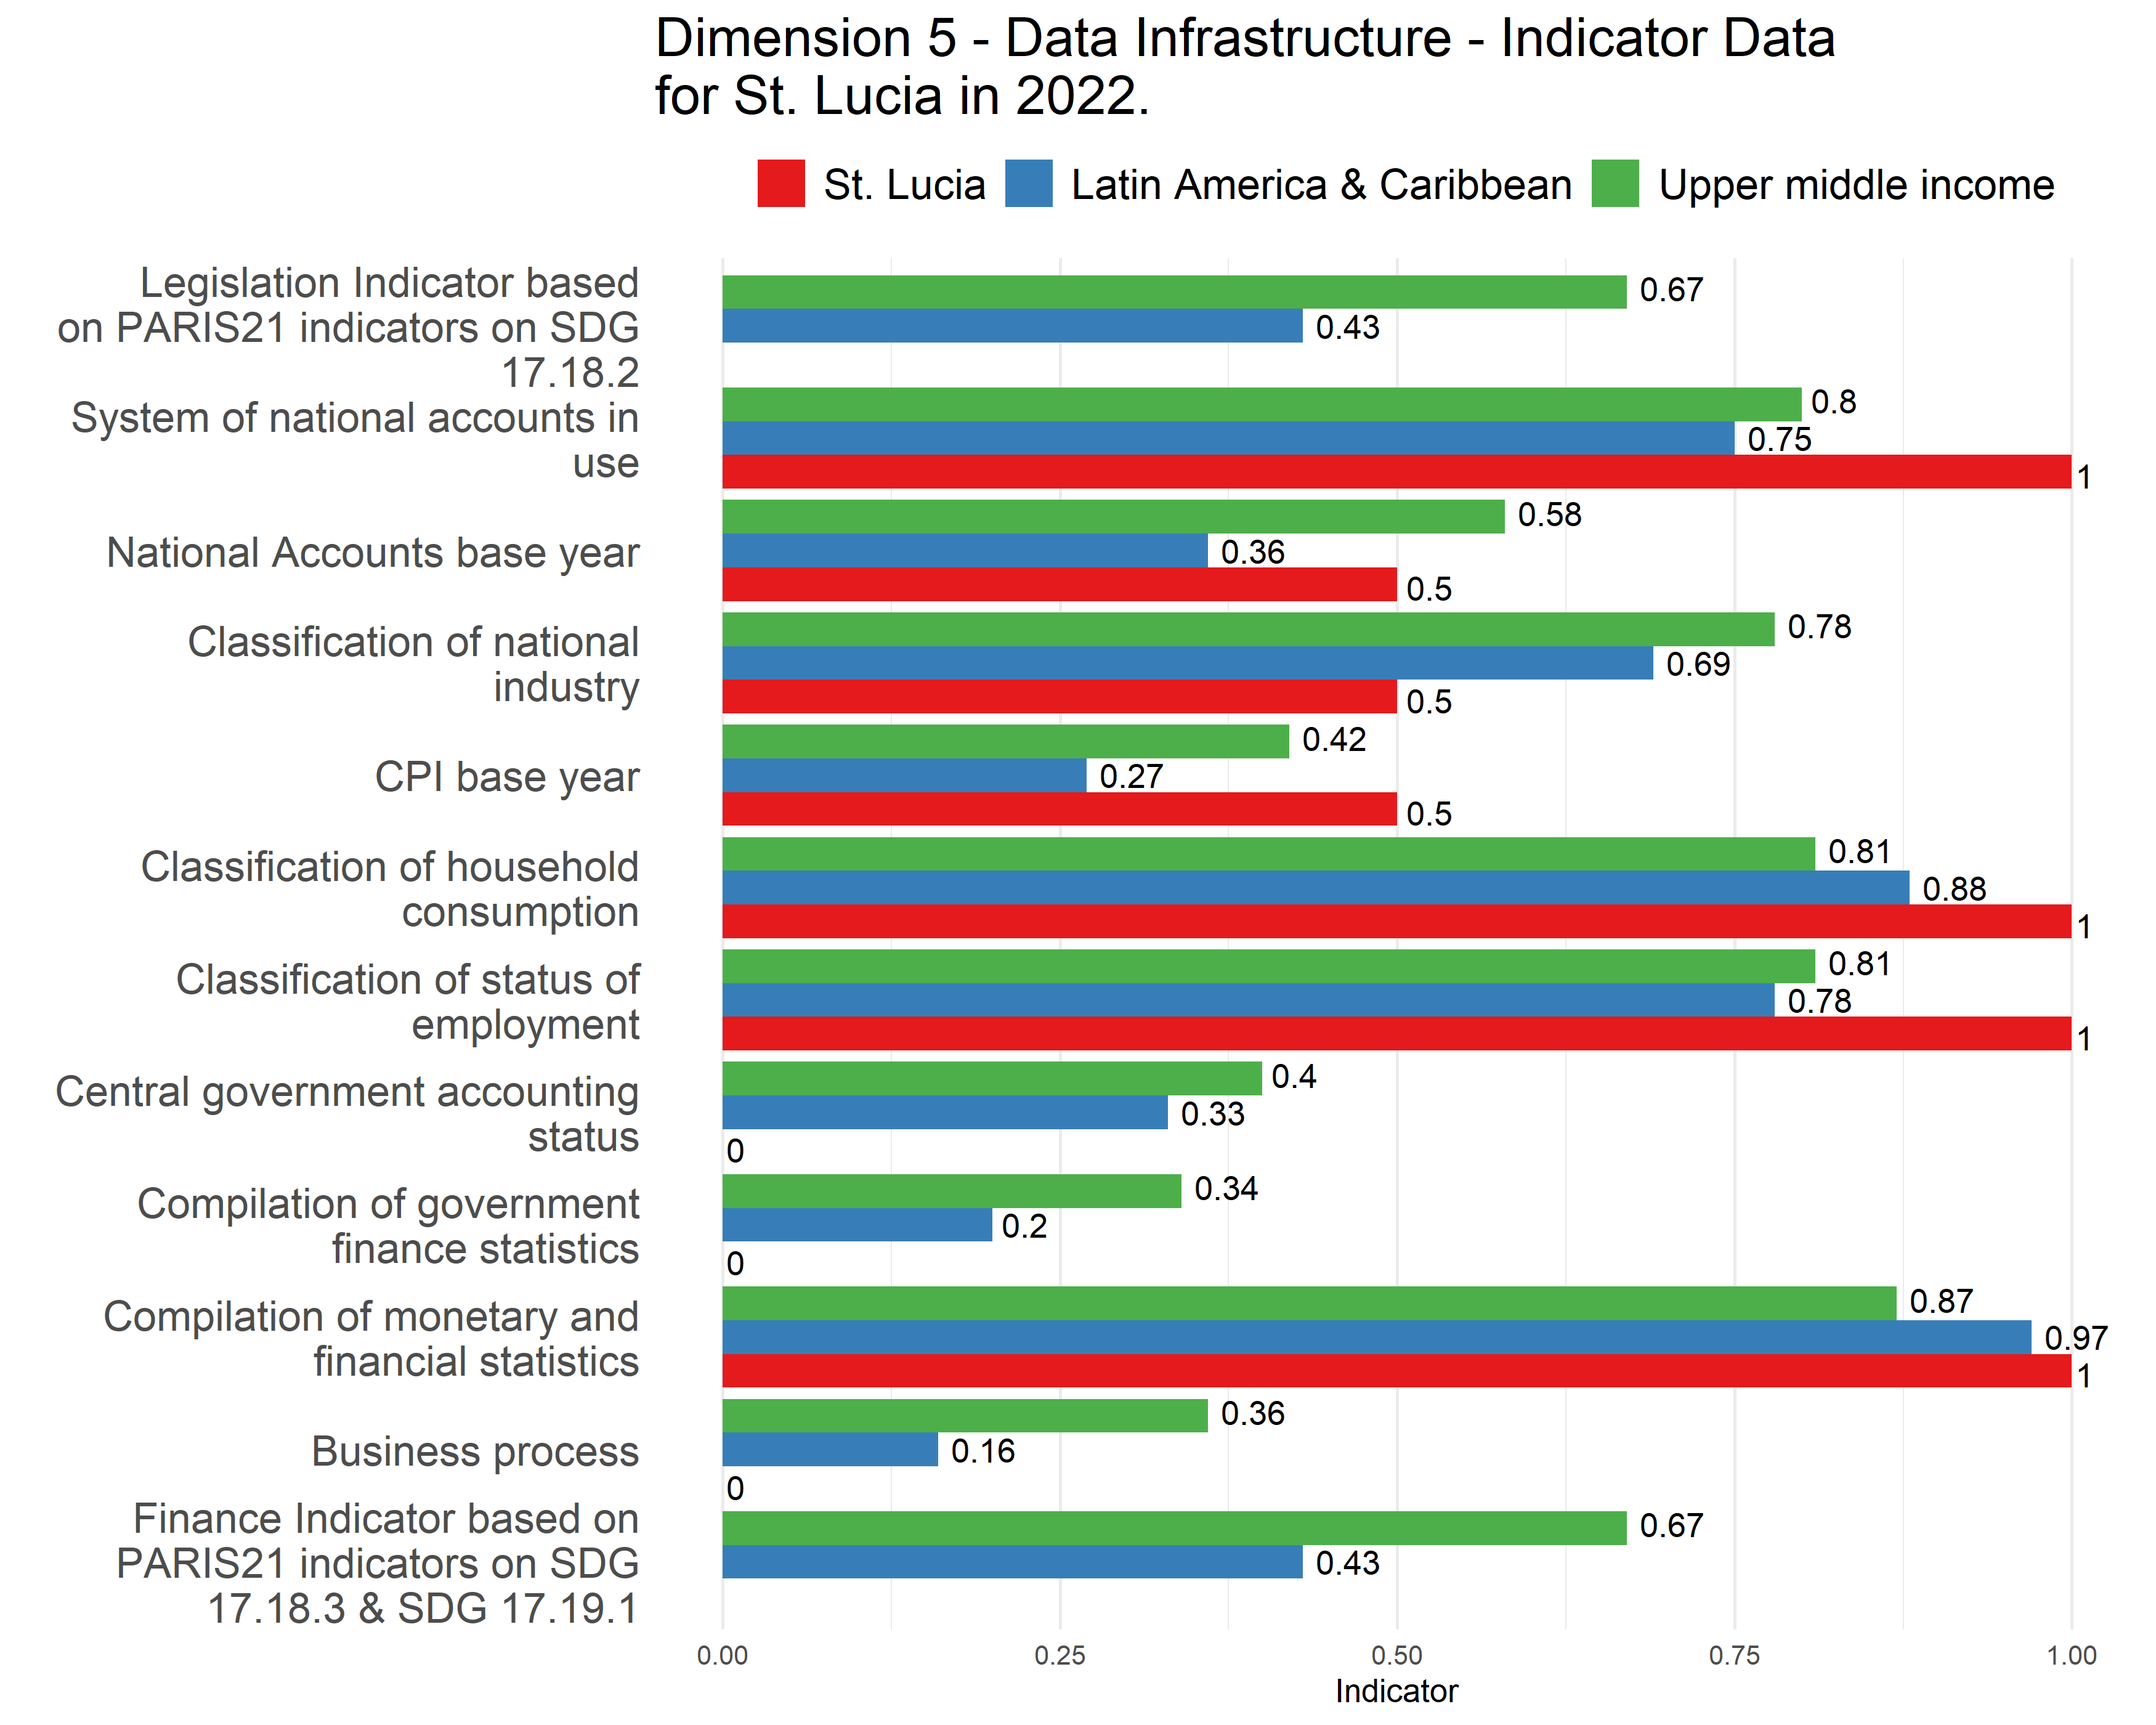 Dimension 5 - Data Infrastructure - Indicator Data
for St. Lucia in 2022.
St. Lucia
Latin America & Caribbean
Upper middle income
Legislation Indicator based
on PARIS21 indicators on SDG
17.18.2
0.67
0.43
System of national accounts in
use
0.8
0.75
1
National Accounts base year
0.58
0.36
0.5
Classification of national
industry
0.78
0.69
0.5
CPI base year
0.42
0.27
0.5
Classification of household
consumption
0.81
0.88
1
Classification of status of
employment
0.81
0.78
1
Central government accounting
status
0.4
0.33
0
Compilation of government
finance statistics
0.34
0.2
0
Compilation of monetary and
financial statistics
0.87
0.97
1
Business process
0.36
0.16
0
Finance Indicator based on
PARIS21 indicators on SDG
17.18.3 & SDG 17.19.1
0.67
0.43
0.00
0.25
0.50
0.75
1.00
Indicator